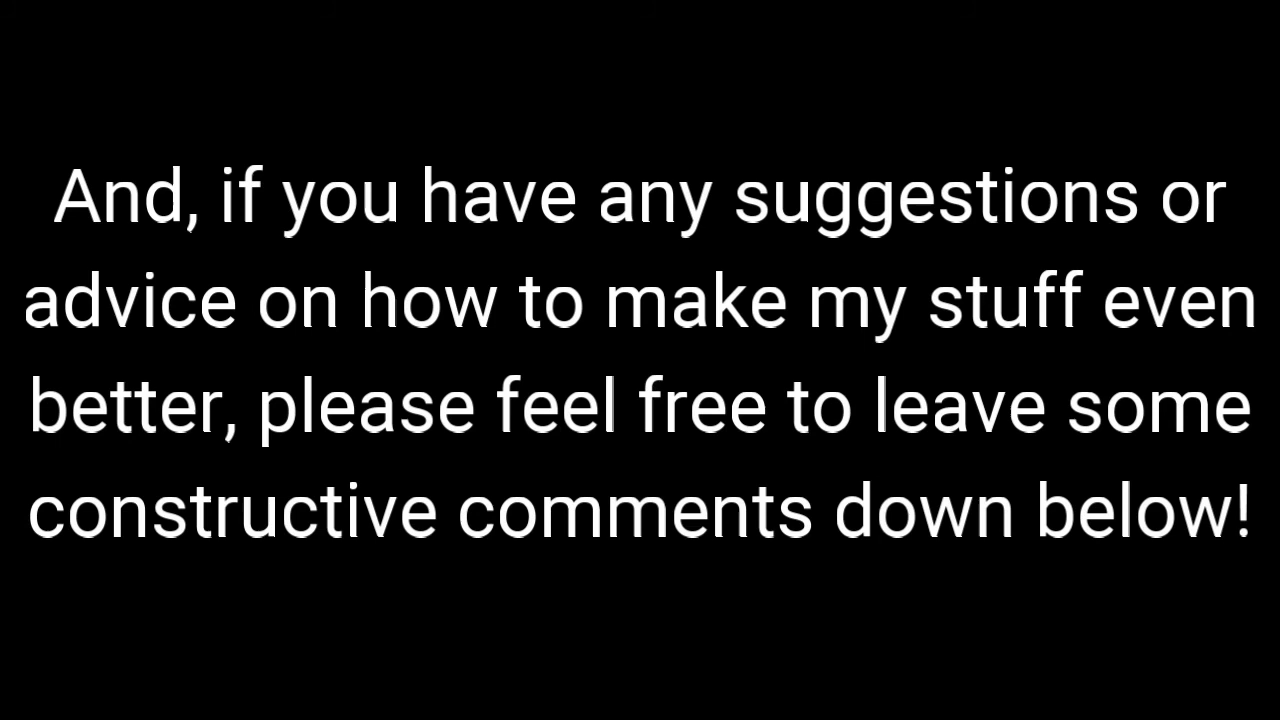 And, if you have any suggestions or
advice on how to make my stuff even
better, please feel free to leave some
constructive comments down below!